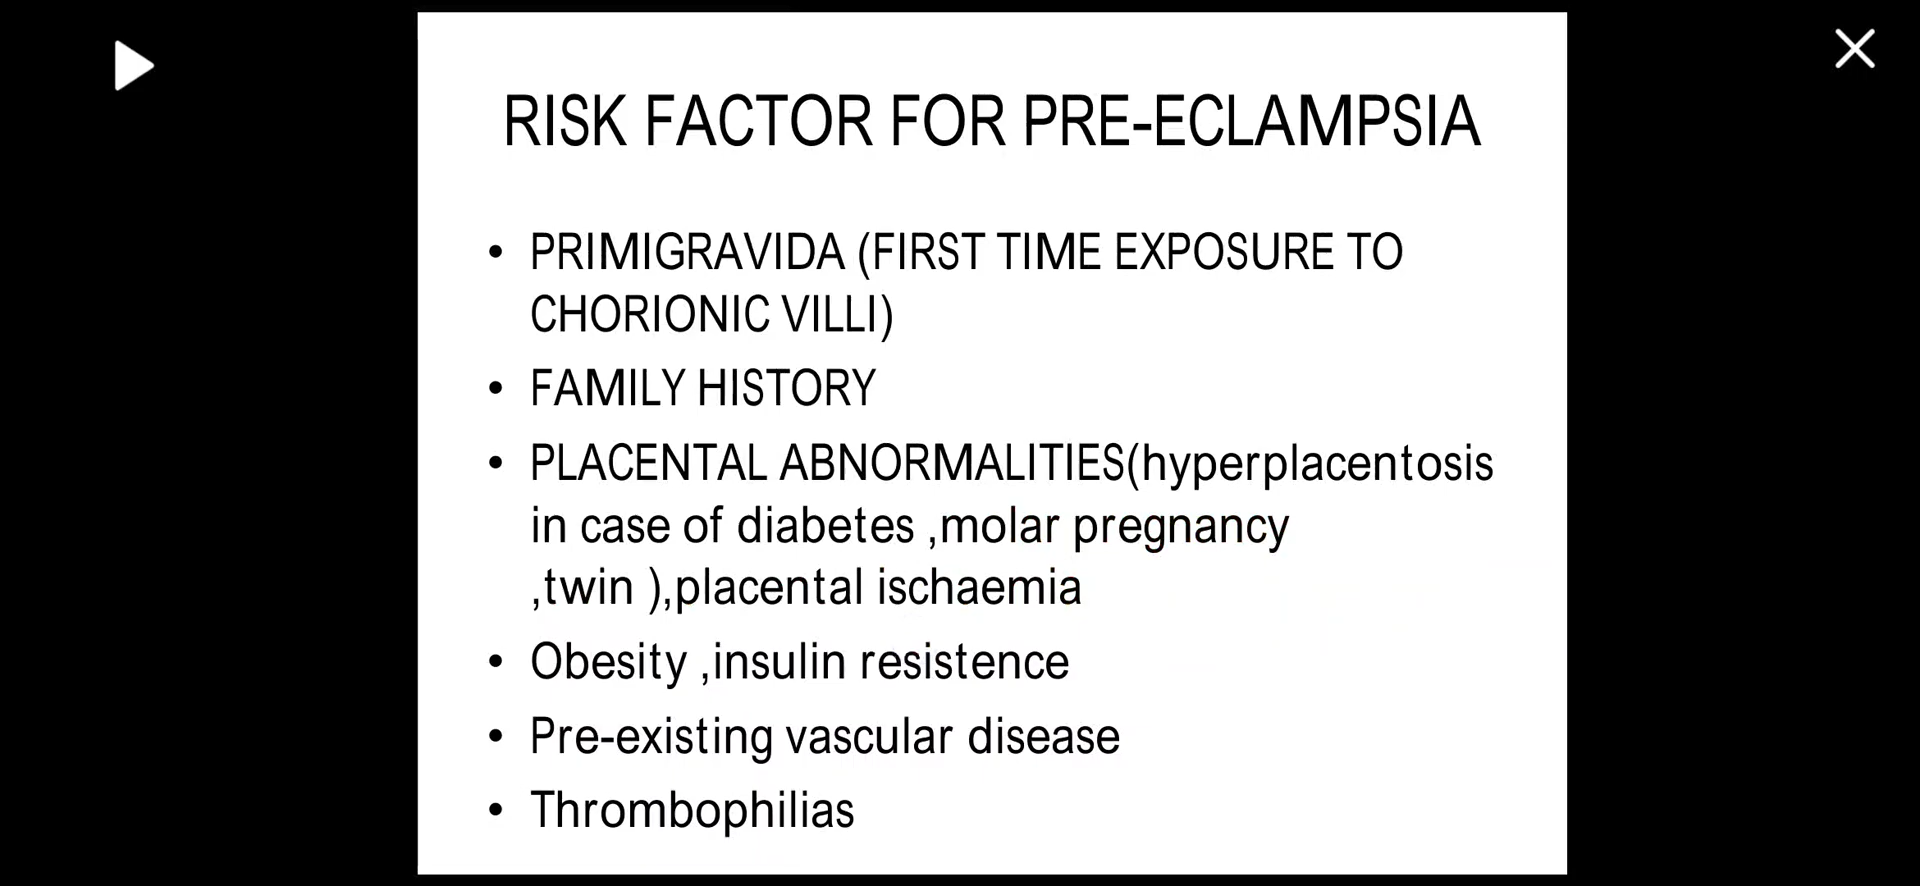 RISK FACTOR FOR PRE-ECLAMPSIA
• PRIMIGRAVIDA (FIRST TIME EXPOSURE TO
CHORIONIC VILLI)
• FAMILY HISTORY
• PLACENTAL ABNORMALITIES(hyperplacentosis
in case of diabetes ,molar pregnancy
,twin ),placental ischaemia
• Obesity ,insulin resistence
• Pre-existing vascular disease
• Thrombophilias